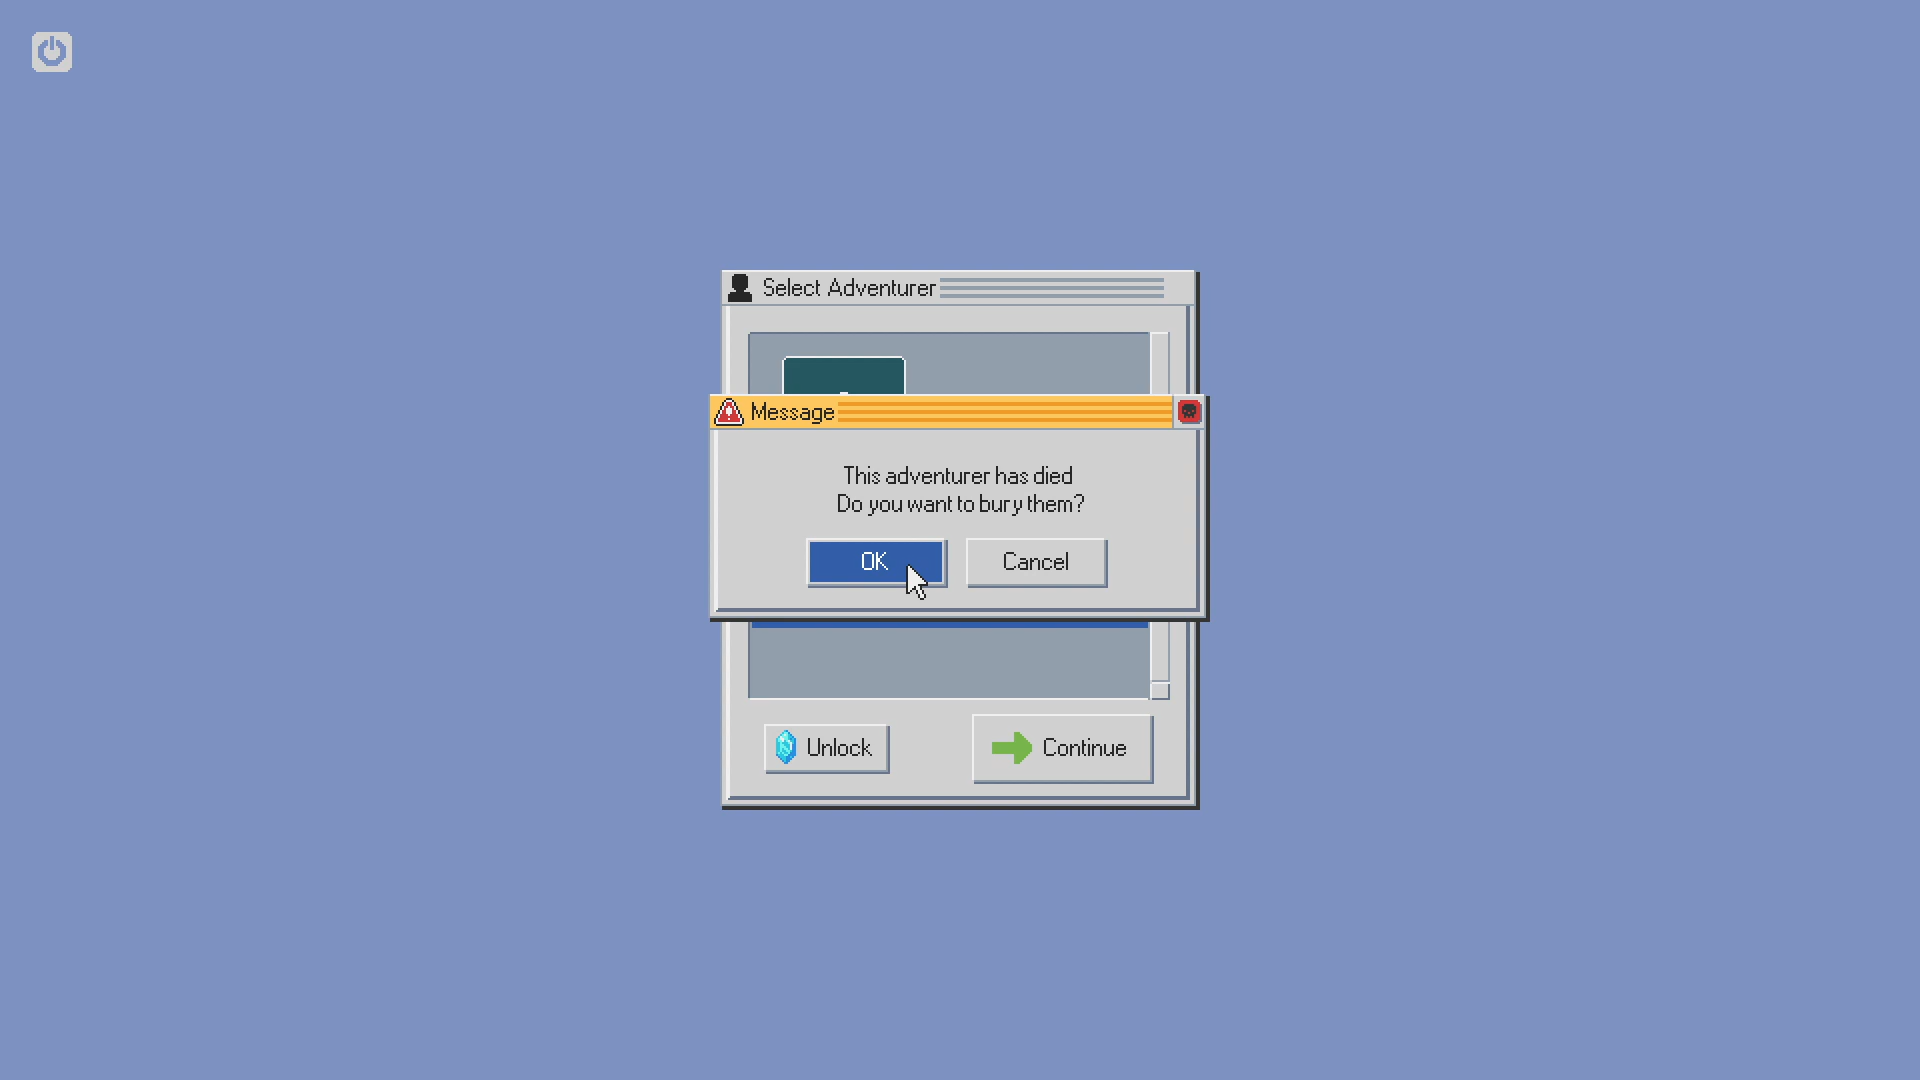 Select Adventurer
Message
This adventurer has died
Do you want to bury them?
OK
Cancel
Unlock
Continue